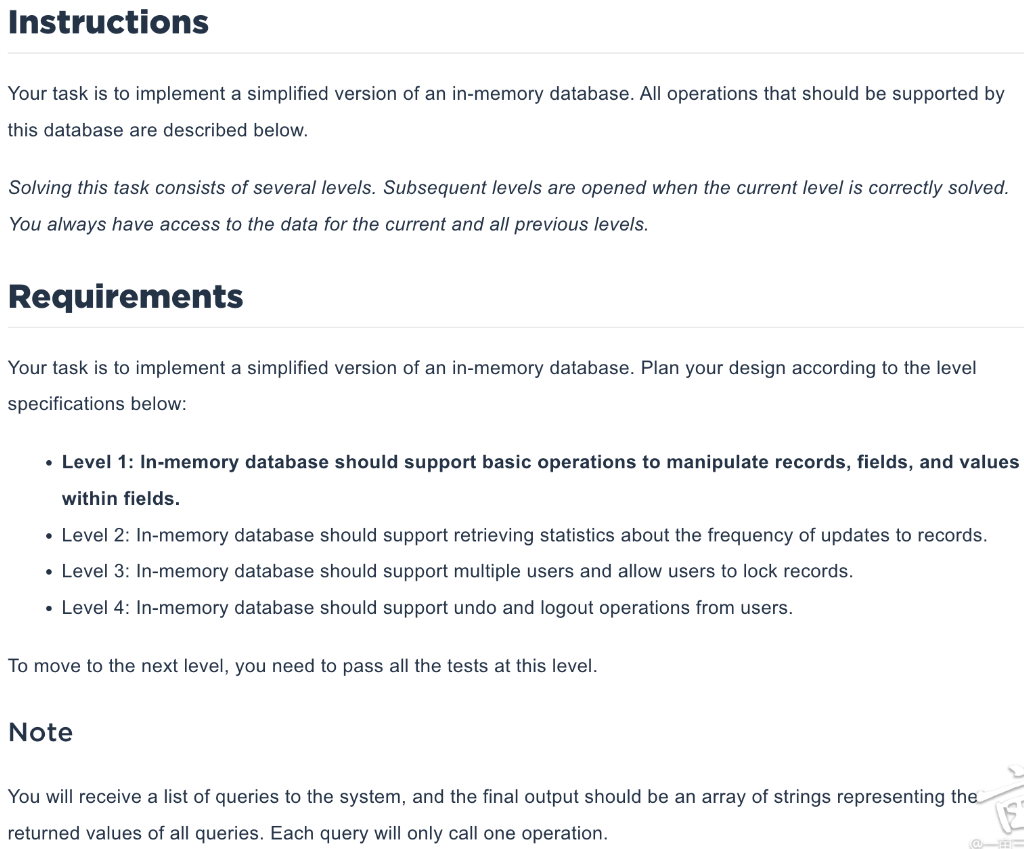 Instructions
Your task is to implement a simplified version of an in-memory database. All operations that should be supported by
this database are described below.
Solving this task consists of several levels. Subsequent levels are opened when the current level is correctly solved.
You always have access to the data for the current and all previous levels.
Requirements
Your task is to implement a simplified version of an in-memory database. Plan your design according to the level
specifications below:
• Level 1: In-memory database should support basic operations to manipulate records, fields, and values
within fields.
• Level 2: In-memory database should support retrieving statistics about the frequency of updates to records.
• Level 3: In-memory database should support multiple users and allow users to lock records.
• Level 4: In-memory database should support undo and logout operations from users.
To move to the next level, you need to pass all the tests at this level.
Note
You will receive a list of queries to the system, and the final output should be an array of strings representing the
returned values of all queries. Each query will only call one operation.